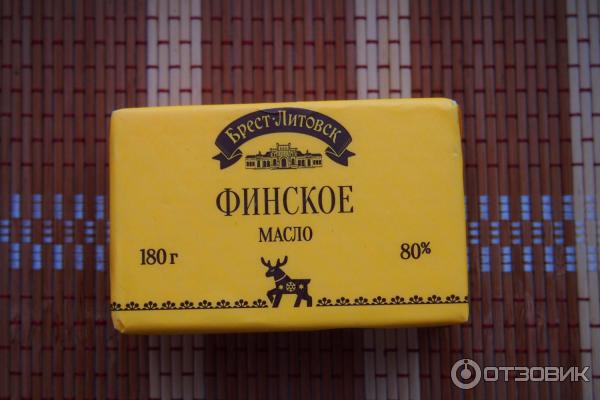 Брест-Литовск
ФИНСКОЕ
МАСЛО
180 г
80%
ОТЗОВИК